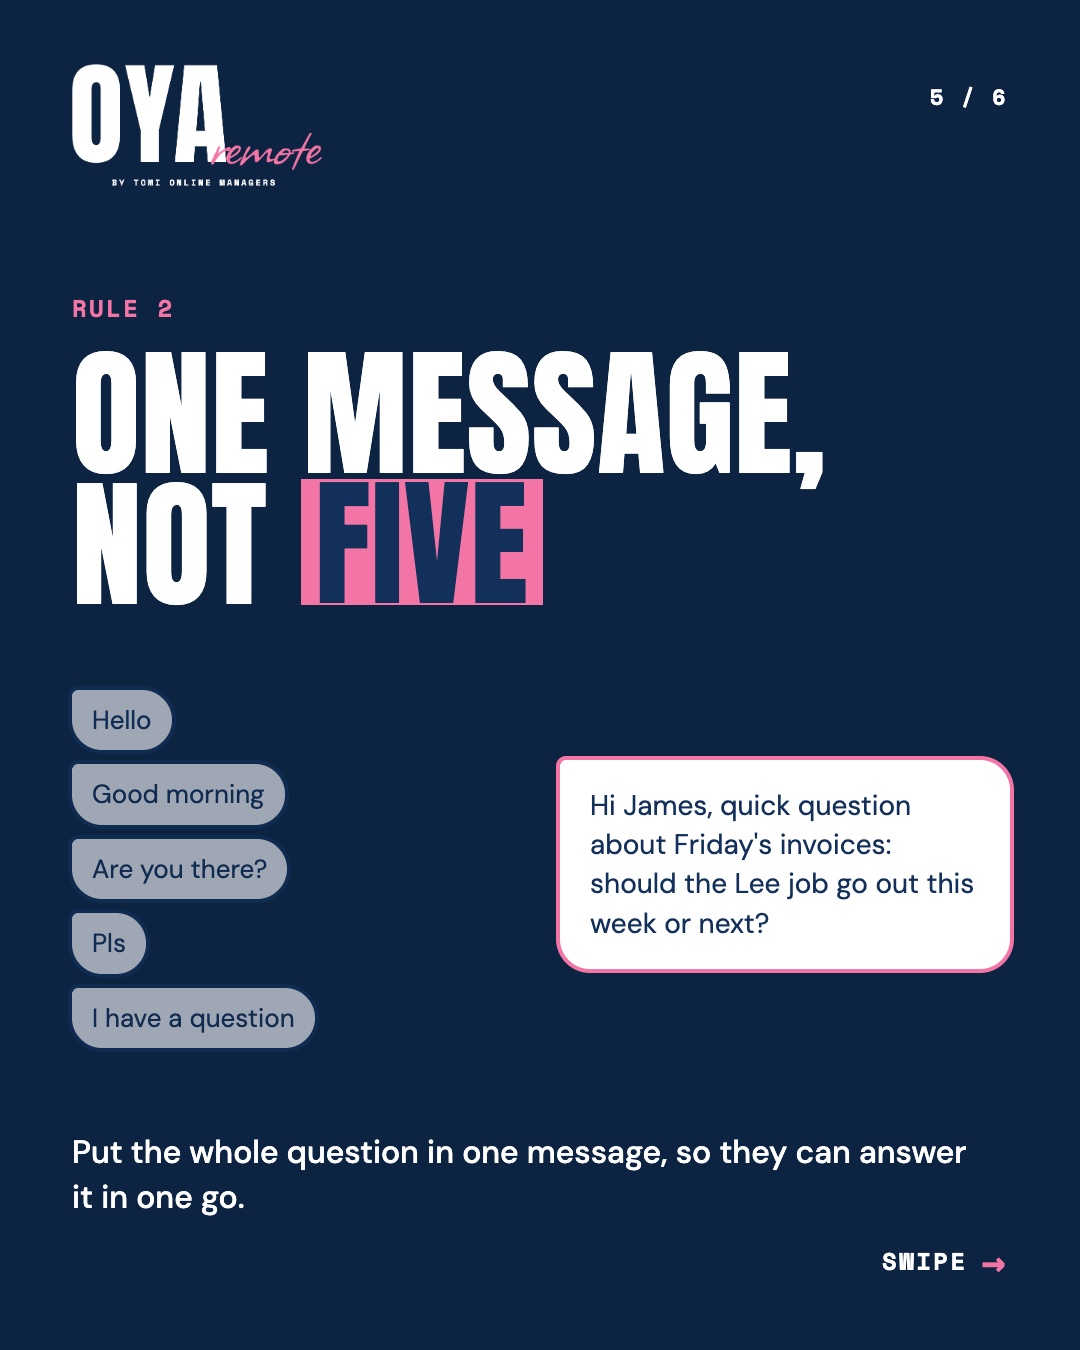 OYA
remote
BY TOMI ONLINE MANAGERS
5 / 6
RULE 2
ONE MESSAGE,
NOT FIVE
Hello
Good morning
Are you there?
Pls
I have a question
Hi James, quick question
about Friday's invoices:
should the Lee job go out this
week or next?
Put the whole question in one message, so they can answer
it in one go.
SWIPE →